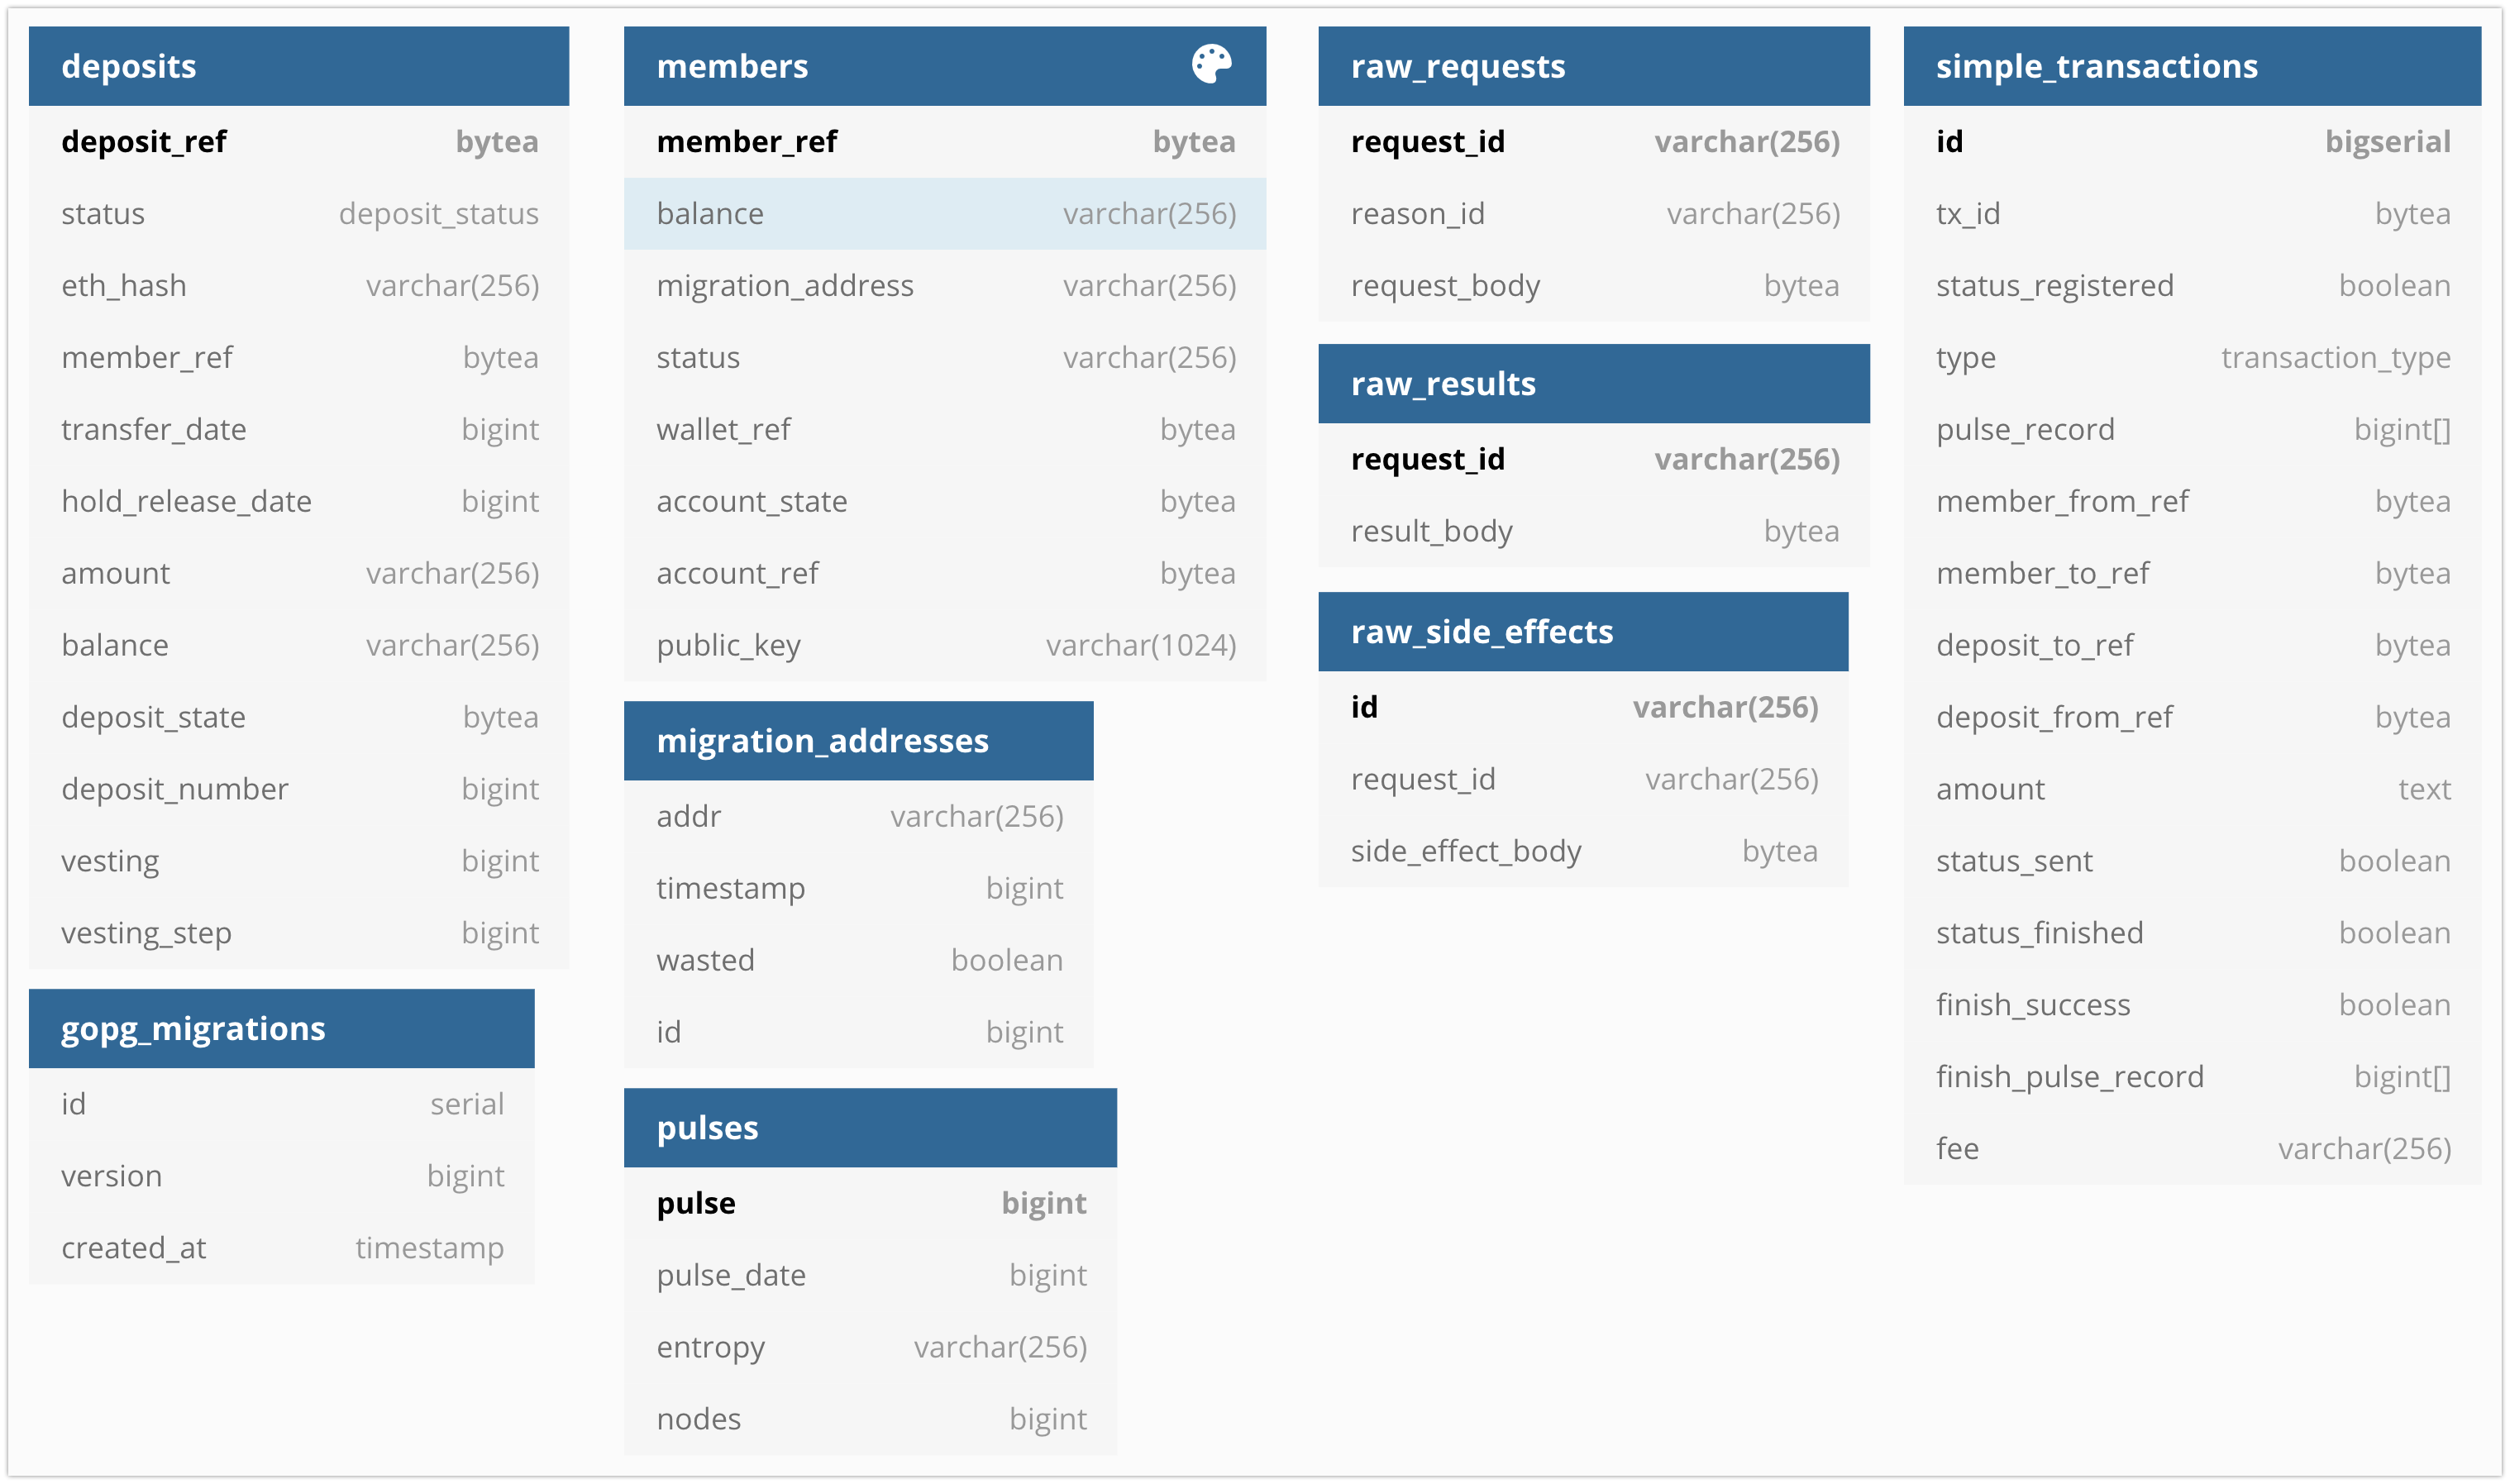 deposits
deposit_ref bytea
status deposit_status
eth_hash varchar(256)
member_ref bytea
transfer_date bigint
hold_release_date bigint
amount varchar(256)
balance varchar(256)
deposit_state bytea
deposit_number bigint
vesting bigint
vesting_step bigint
gopg_migrations
id serial
version bigint
created_at timestamp
members
member_ref bytea
balance varchar(256)
migration_address varchar(256)
status varchar(256)
wallet_ref bytea
account_state bytea
account_ref bytea
public_key varchar(1024)
migration_addresses
addr varchar(256)
timestamp bigint
wasted boolean
id bigint
pulses
pulse bigint
pulse_date bigint
entropy varchar(256)
nodes bigint
raw_requests
request_id varchar(256)
reason_id varchar(256)
request_body bytea
raw_results
request_id varchar(256)
result_body bytea
raw_side_effects
id varchar(256)
request_id varchar(256)
side_effect_body bytea
simple_transactions
id bigserial
tx_id bytea
status_registered boolean
type transaction_type
pulse_record bigint[]
member_from_ref bytea
member_to_ref bytea
deposit_to_ref bytea
deposit_from_ref bytea
amount text
status_sent boolean
status_finished boolean
finish_success boolean
finish_pulse_record bigint[]
fee varchar(256)